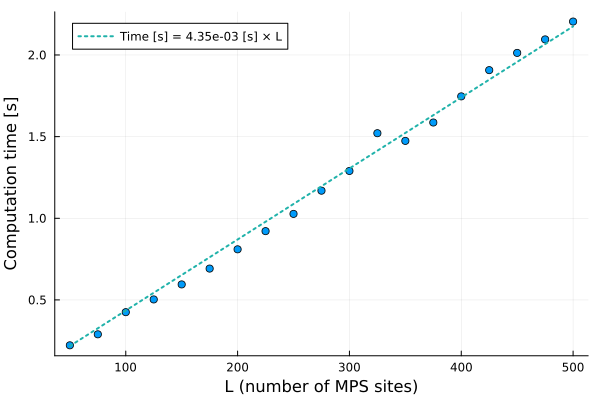 Time [s] = 4.35e-03 [s] × L
Computation time [s]
2.0
1.5
1.0
0.5
100 200 300 400 500
L (number of MPS sites)